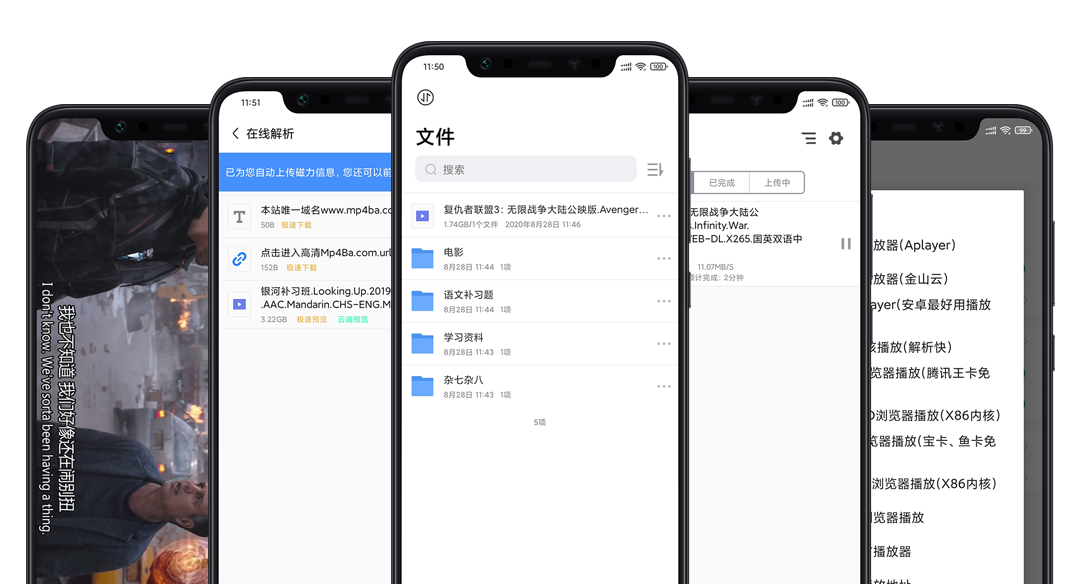 我也不知道 我们好像还在闹别扭
I don't know. We've sorta been having a thing.
11:51
在线解析
已为您自动上传磁力信息，您还可以前
本站唯一域名www.mp4ba.co
50B 极速下载
点击进入高清Mp4Ba.com.url
152B 极速下载
银河补习班.Looking.Up.2019
.AAC.Mandarin.CHS-ENG.M
3.22GB 极速预览 云端预览
11:50
100
文件
搜索
复仇者联盟3：无限战争大陆公映版.Avenger...
1.74GB/1个文件 2020年8月28日 11:46
电影
8月28日 11:44 1项
语文补习题
8月28日 11:44 1项
学习资料
8月28日 11:43 1项
杂七杂八
8月28日 11:43 1项
5项
100
已完成
上传中
无限战争大陆公
.Infinity.War.
EB-DL.X265.国英双语中
11.07MB/S
计完成：2分钟
99
放器(Aplayer)
放器(金山云)
ayer(安卓最好用播放
核播放(解析快)
览器播放(腾讯王卡免
浏览器播放(X86内核)
览器播放(宝卡、鱼卡免
浏览器播放(X86内核)
览器播放
播放器
放地址